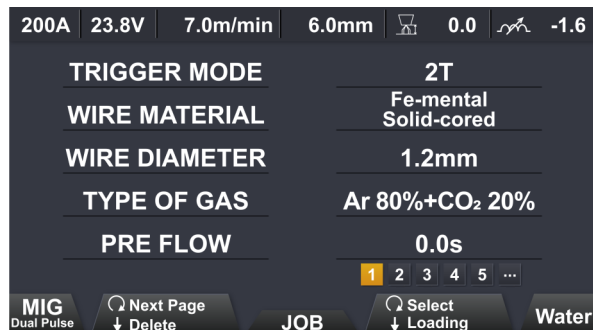 200A 23.8V 7.0m/min 6.0mm 0.0 -1.6
TRIGGER MODE 2T
WIRE MATERIAL Fe-mental
Solid-cored
WIRE DIAMETER 1.2mm
TYPE OF GAS Ar 80%+CO₂ 20%
PRE FLOW 0.0s
1 2 3 4 5 ...
MIG
Dual Pulse
Next Page
Delete
JOB
Select
Loading
Water